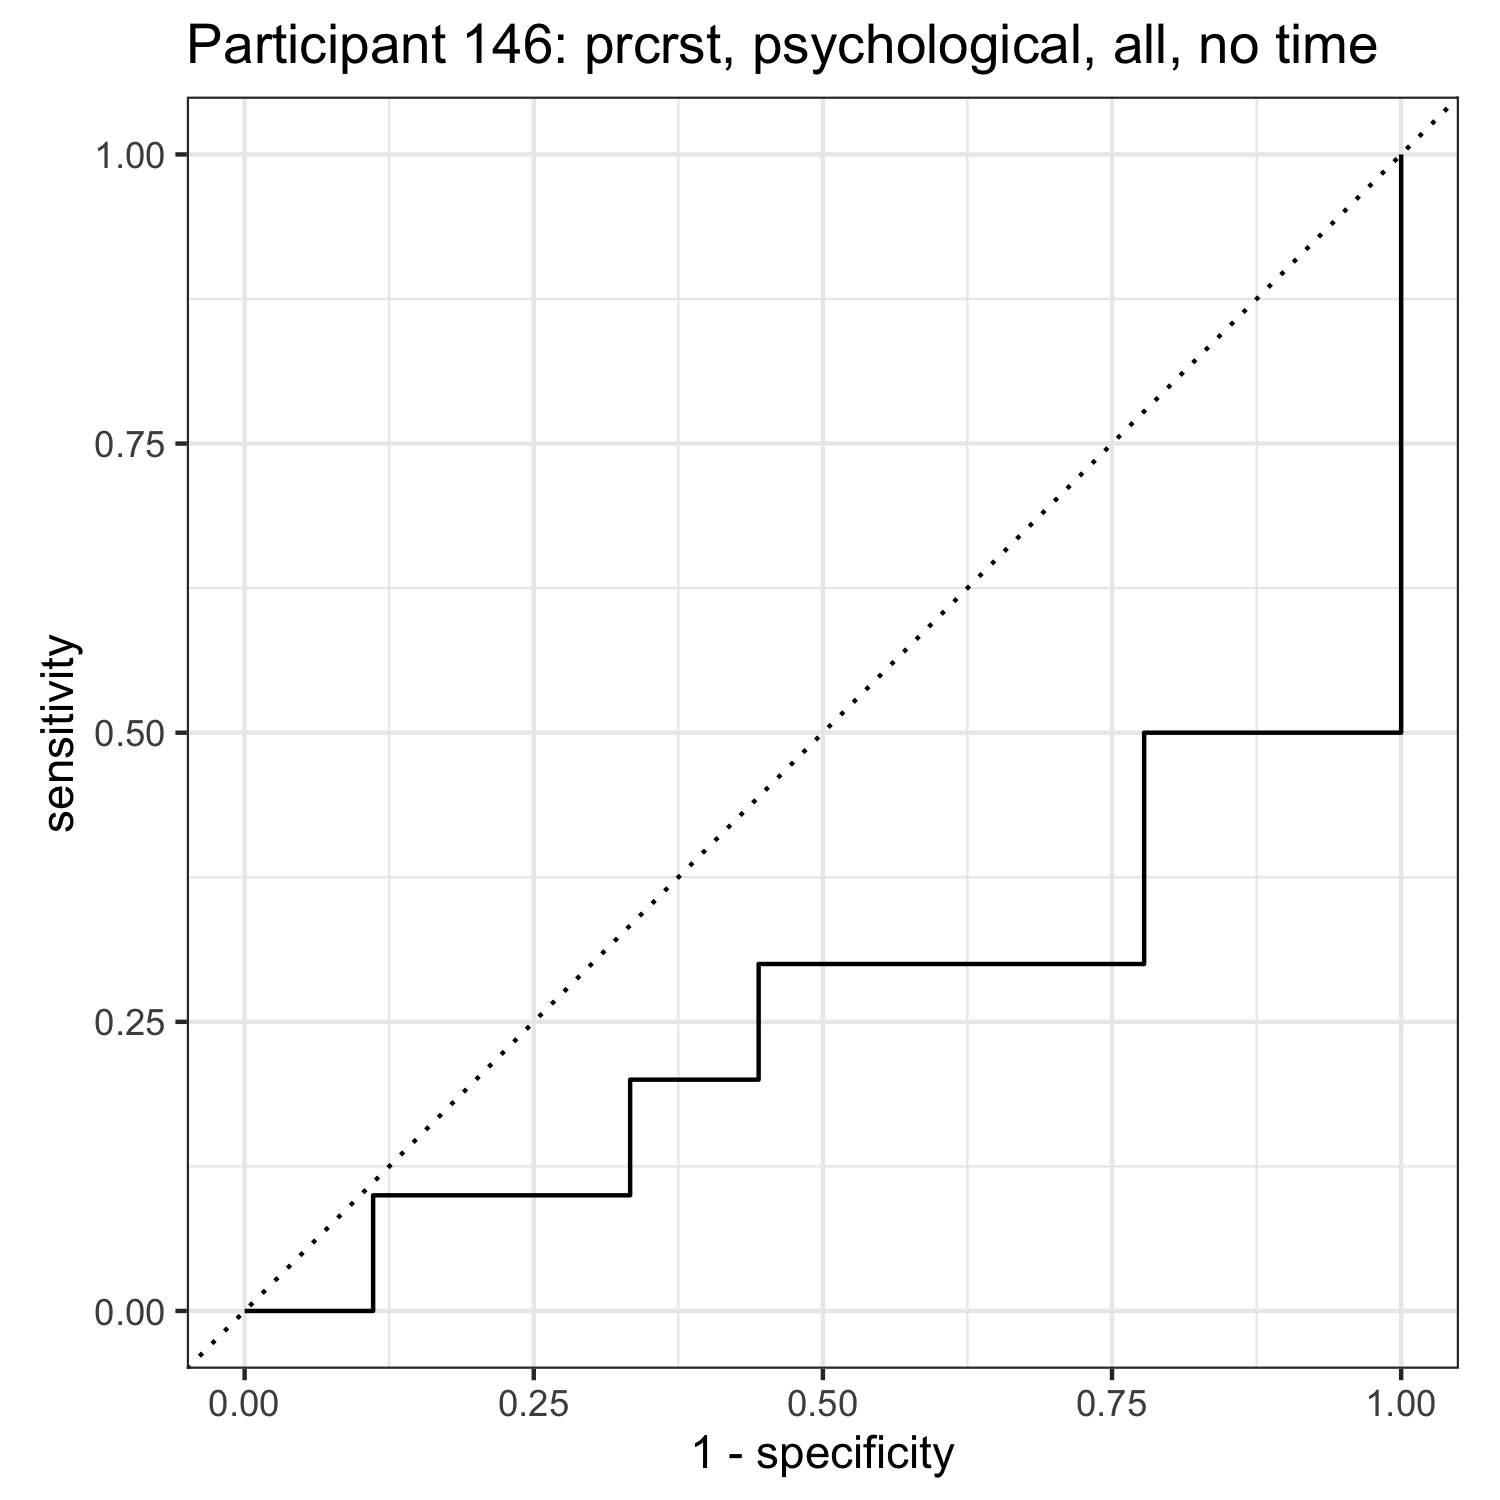 Participant 146: prcrst, psychological, all, no time
1.00
0.75
0.50
0.25
0.00
sensitivity
0.00 0.25 0.50 0.75 1.00
1 - specificity